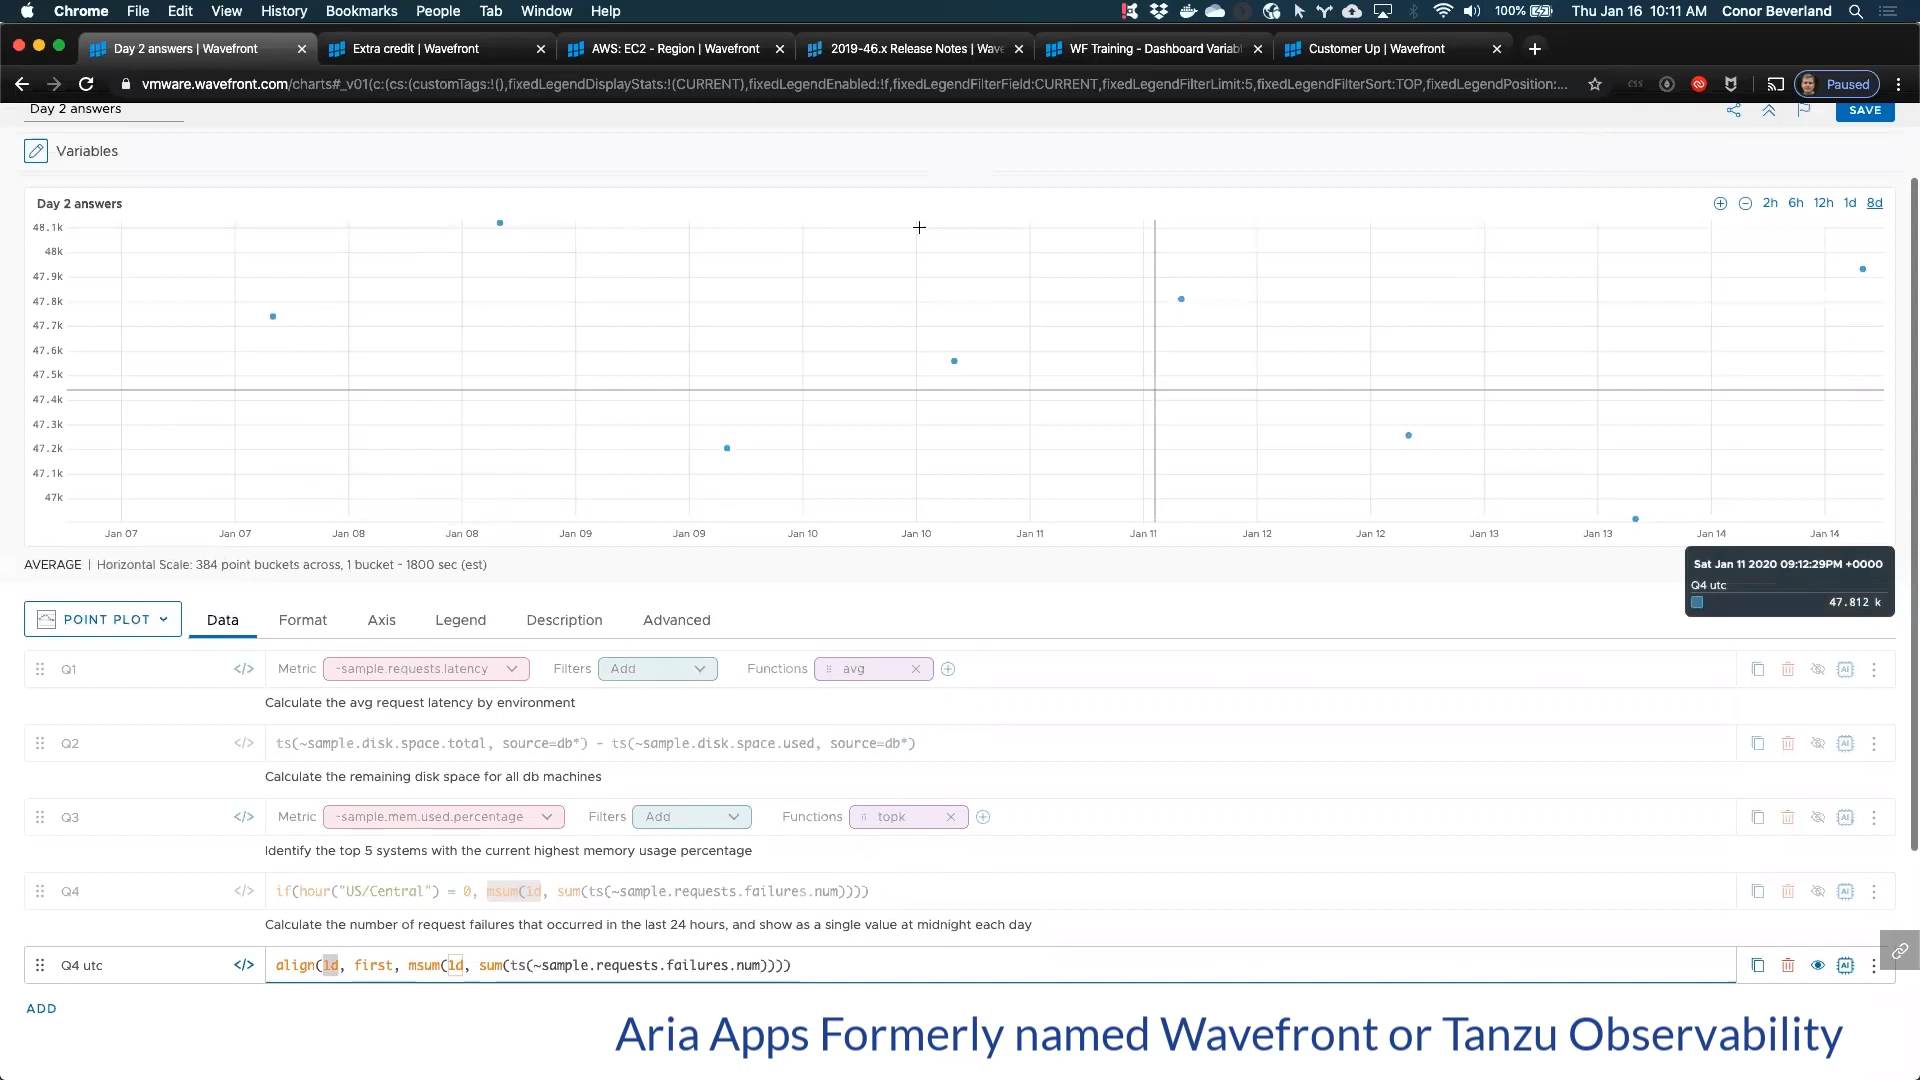 Chrome File Edit View History Bookmarks People Tab Window Help 100% Thu Jan 16 10:11 AM Conor Beverland
Day 2 answers | Wavefront Extra credit | Wavefront AWS: EC2 - Region | Wavefront 2019-46.x Release Notes | Wave WF Training - Dashboard Variabl Customer Up | Wavefront
vmware.wavefront.com/charts#_v01(c:(cs:(customTags:!(),fixedLegendDisplayStats:!(CURRENT),fixedLegendEnabled:!f,fixedLegendFilterField:CURRENT,fixedLegendFilterLimit:5,fixedLegendFilterSort:TOP,fixedLegendPosition:... css Paused
Day 2 answers SAVE
Variables
Day 2 answers 2h 6h 12h 1d 8d
48.1k
48k
47.9k
47.8k
47.7k
47.6k
47.5k
47.4k
47.3k
47.2k
47.1k
47k
Jan 07 Jan 07 Jan 08 Jan 08 Jan 09 Jan 09 Jan 10 Jan 10 Jan 11 Jan 11 Jan 12 Jan 12 Jan 13 Jan 13 Jan 14 Jan 14
AVERAGE | Horizontal Scale: 384 point buckets across, 1 bucket ~ 1800 sec (est)
Sat Jan 11 2020 09:12:29PM +0000
Q4 utc
47.812 k
POINT PLOT Data Format Axis Legend Description Advanced
Q1 </> Metric ~sample.requests.latency Filters Add Functions avg AI
Calculate the avg request latency by environment
Q2 </> ts(~sample.disk.space.total, source=db*) - ts(~sample.disk.space.used, source=db*) AI
Calculate the remaining disk space for all db machines
Q3 </> Metric ~sample.mem.used.percentage Filters Add Functions topk AI
Identify the top 5 systems with the current highest memory usage percentage
Q4 </> if(hour("US/Central") = 0, msum(1d, sum(ts(~sample.requests.failures.num)))) AI
Calculate the number of request failures that occurred in the last 24 hours, and show as a single value at midnight each day
Q4 utc </> align(1d, first, msum(1d, sum(ts(~sample.requests.failures.num)))) AI
ADD
Aria Apps Formerly named Wavefront or Tanzu Observability